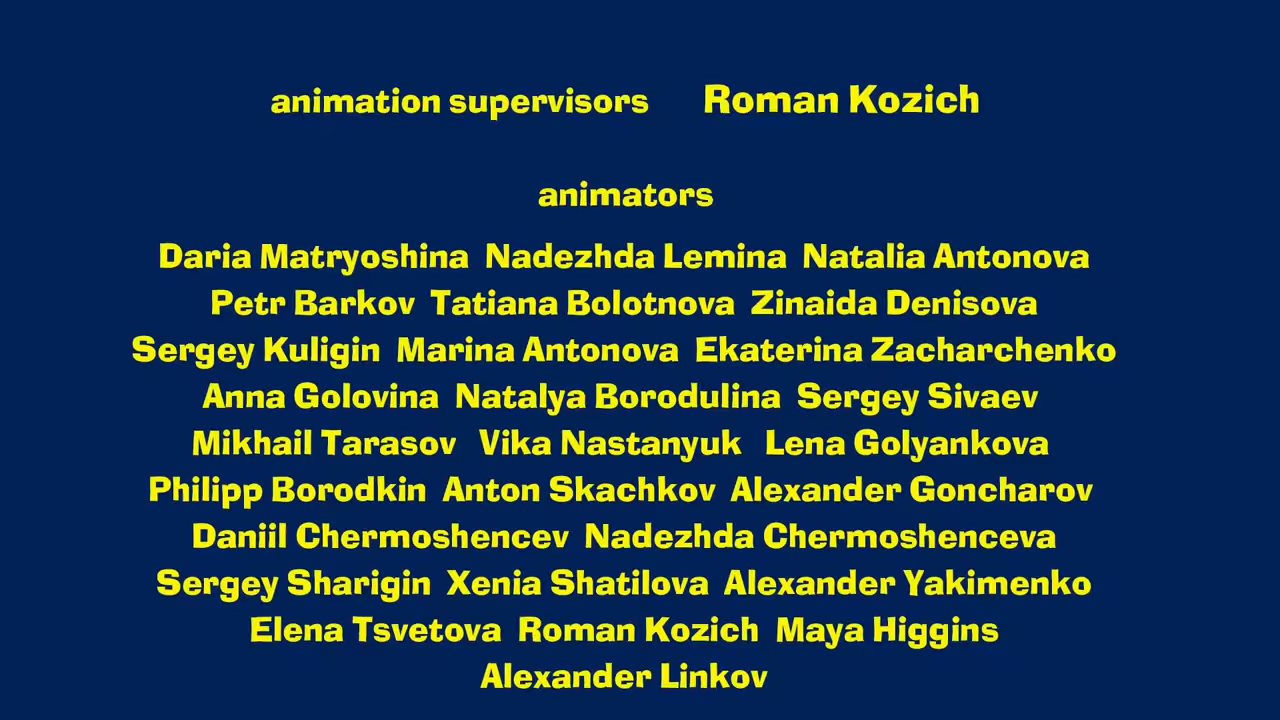 animation supervisors Roman Kozich
animators
Daria Matryoshina Nadezhda Lemina Natalia Antonova
Petr Barkov Tatiana Bolotnova Zinaida Denisova
Sergey Kuligin Marina Antonova Ekaterina Zacharchenko
Anna Golovina Natalya Borodulina Sergey Sivaev
Mikhail Tarasov Vika Nastanyuk Lena Golyankova
Philipp Borodkin Anton Skachkov Alexander Goncharov
Daniil Chermoshencev Nadezhda Chermoshenceva
Sergey Sharigin Xenia Shatilova Alexander Yakimenko
Elena Tsvetova Roman Kozich Maya Higgins
Alexander Linkov